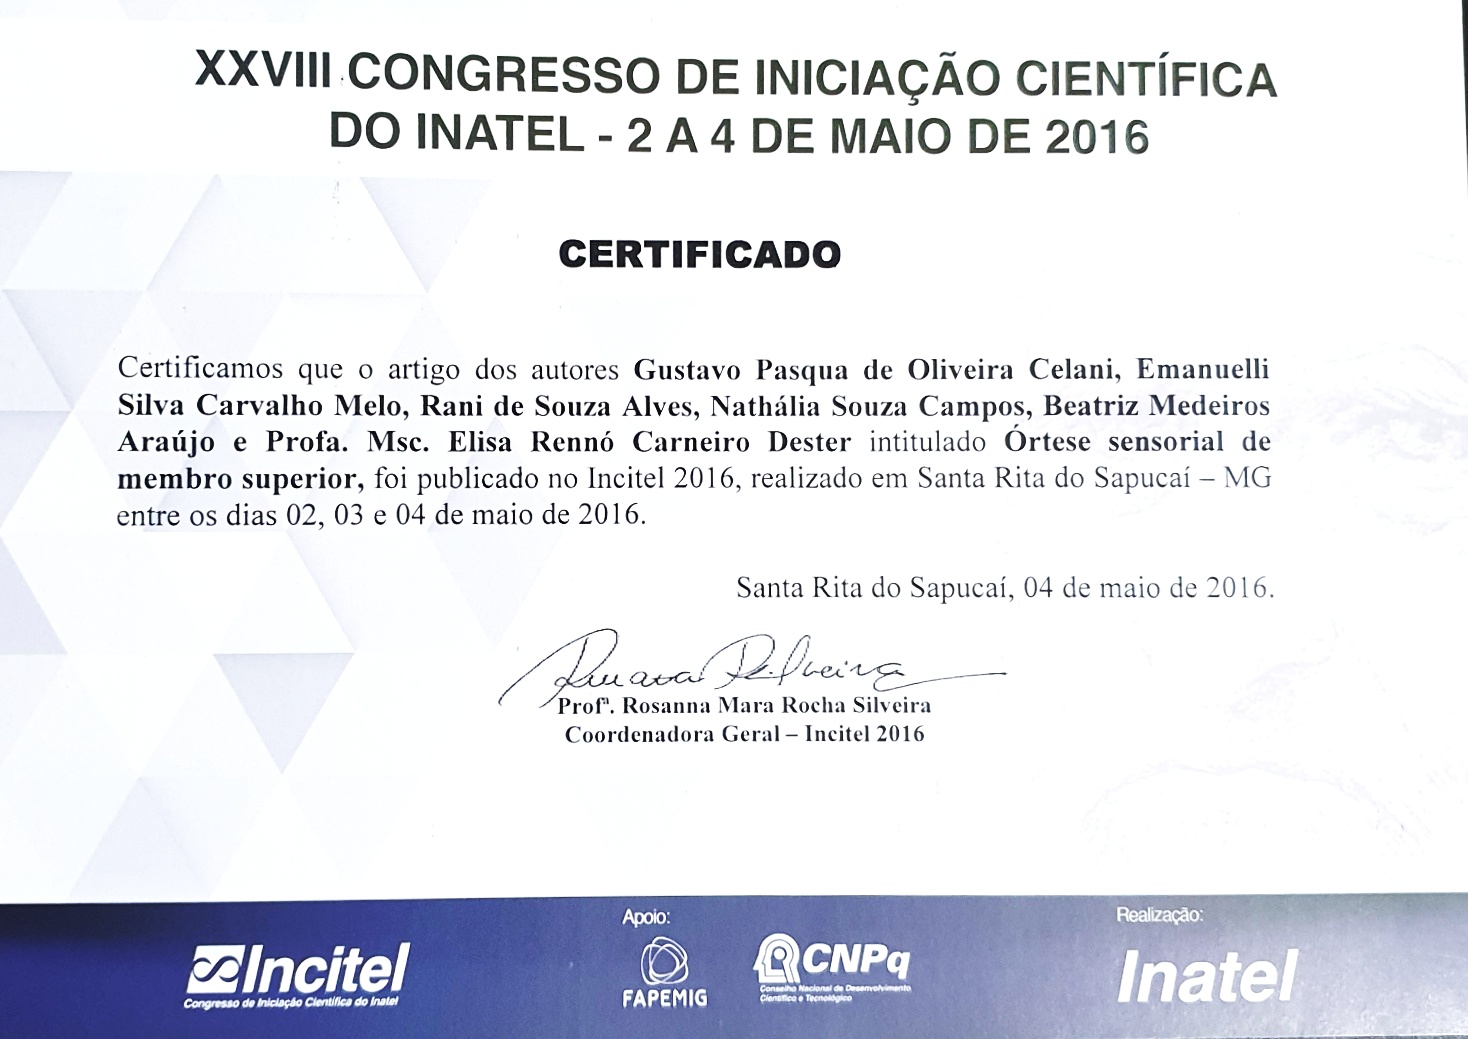 XXVIII CONGRESSO DE INICIAÇÃO CIENTÍFICA
DO INATEL - 2 A 4 DE MAIO DE 2016
CERTIFICADO
Certificamos que o artigo dos autores Gustavo Pasqua de Oliveira Celani, Emanuelli
Silva Carvalho Melo, Rani de Souza Alves, Nathália Souza Campos, Beatriz Medeiros
Araújo e Profa. Msc. Elisa Rennó Carneiro Dester intitulado Órtese sensorial de
membro superior, foi publicado no Incitel 2016, realizado em Santa Rita do Sapucaí – MG
entre os dias 02, 03 e 04 de maio de 2016.
Santa Rita do Sapucaí, 04 de maio de 2016.
Profª. Rosanna Mara Rocha Silveira
Coordenadora Geral – Incitel 2016
Incitel
Congresso de Iniciação Científica do Inatel
Apoio:
FAPEMIG
CNPq
Conselho Nacional de Desenvolvimento
Científico e Tecnológico
Realização:
Inatel